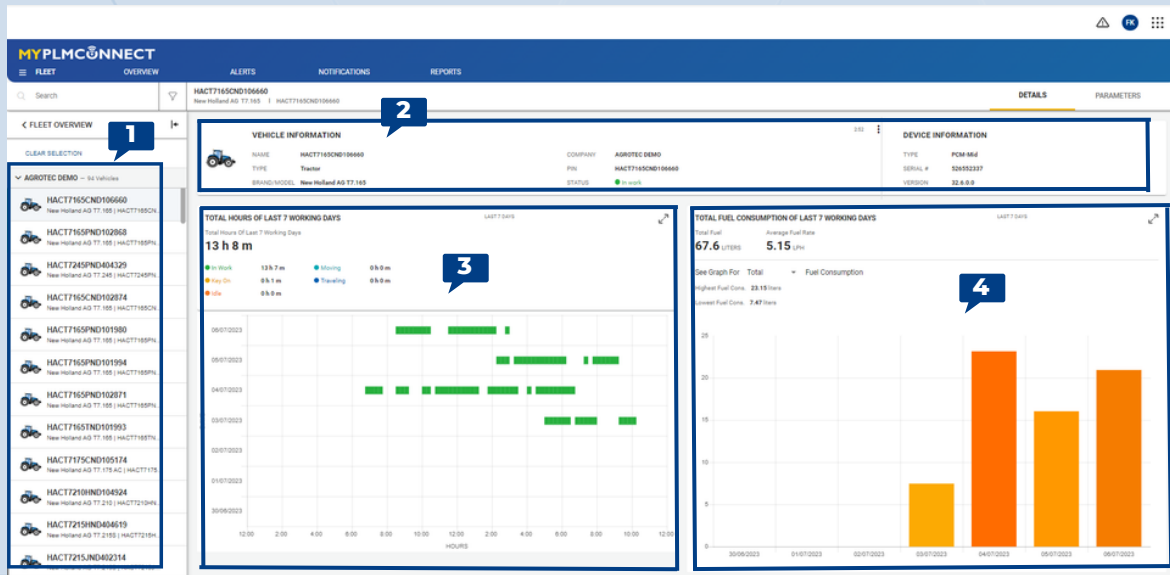 FK
MYPLMCONNECT
FLEET OVERVIEW ALERTS NOTIFICATIONS REPORTS
Search
HACT7165CND106660
New Holland AG T7.165 | HACT7165CND106660
DETAILS PARAMETERS
FLEET OVERVIEW
CLEAR SELECTION
1
AGROTEC DEMO – 94 Vehicles
HACT7165CND106660
New Holland AG T7.165 | HACT7165CN...
HACT7165PND102868
New Holland AG T7.165 | HACT7165PN...
HACT7245PND404329
New Holland AG T7.245 | HACT7245PN...
HACT7165CND102874
New Holland AG T7.165 | HACT7165CN...
HACT7165PND101980
New Holland AG T7.165 | HACT7165PN...
HACT7165PND101994
New Holland AG T7.165 | HACT7165PN...
HACT7165PND102871
New Holland AG T7.165 | HACT7165PN...
HACT7165TND101993
New Holland AG T7.165 | HACT7165TN...
HACT7175CND105174
New Holland AG T7.175 AC | HACT7175
HACT7210HND104924
New Holland AG T7.210 | HACT7210HN...
HACT7215HND404619
New Holland AG T7.215S | HACT7215H...
HACT7215JND402314
2
VEHICLE INFORMATION
NAME HACT7165CND106660
TYPE Tractor
BRAND/MODEL New Holland AG T7.165
COMPANY AGROTEC DEMO
PIN HACT7165CND106660
STATUS In work
DEVICE INFORMATION
TYPE PCM-Mid
SERIAL # 526552337
VERSION 32.6.0.0
TOTAL HOURS OF LAST 7 WORKING DAYS LAST 7 DAYS
Total Hours Of Last 7 Working Days
13 h 8 m
In Work 13 h 7 m Moving 0 h 0 m
Key On 0 h 1 m Traveling 0 h 0 m
Idle 0 h 0 m
3
06/07/2023
05/07/2023
04/07/2023
03/07/2023
02/07/2023
01/07/2023
30/06/2023
12:00 2:00 4:00 6:00 8:00 10:00 12:00 2:00 4:00 6:00 8:00 10:00 12:00
HOURS
TOTAL FUEL CONSUMPTION OF LAST 7 WORKING DAYS LAST 7 DAYS
Total Fuel Average Fuel Rate
67.6 LITERS 5.15 LPH
See Graph For Total Fuel Consumption
Highest Fuel Cons. 23.15 liters
Lowest Fuel Cons. 7.47 liters
4
25
20
15
10
5
0
30/06/2023 01/07/2023 02/07/2023 03/07/2023 04/07/2023 05/07/2023 06/07/2023